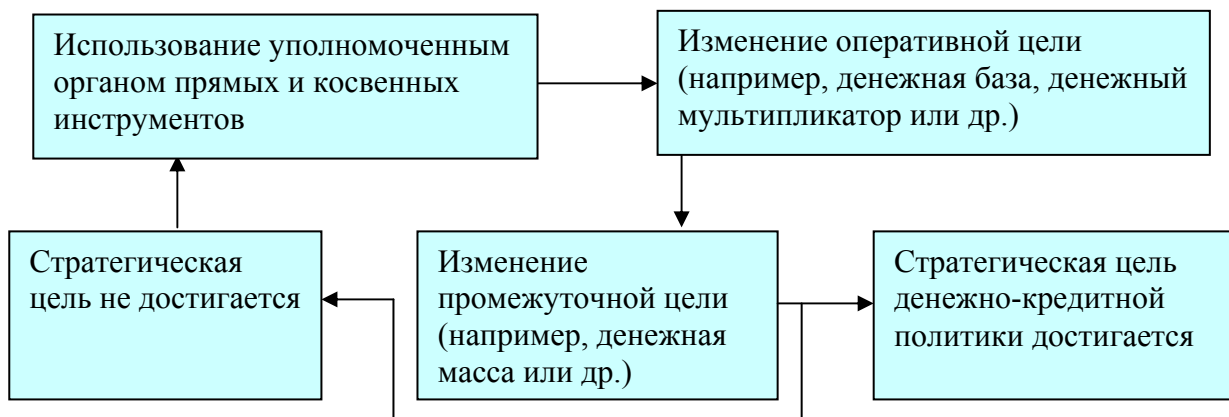 Использование уполномоченным
органом прямых и косвенных
инструментов
Изменение оперативной цели
(например, денежная база, денежный
мультипликатор или др.)
Стратегическая
цель не достигается
Изменение
промежуточной цели
(например, денежная
масса или др.)
Стратегическая цель
денежно-кредитной
политики достигается